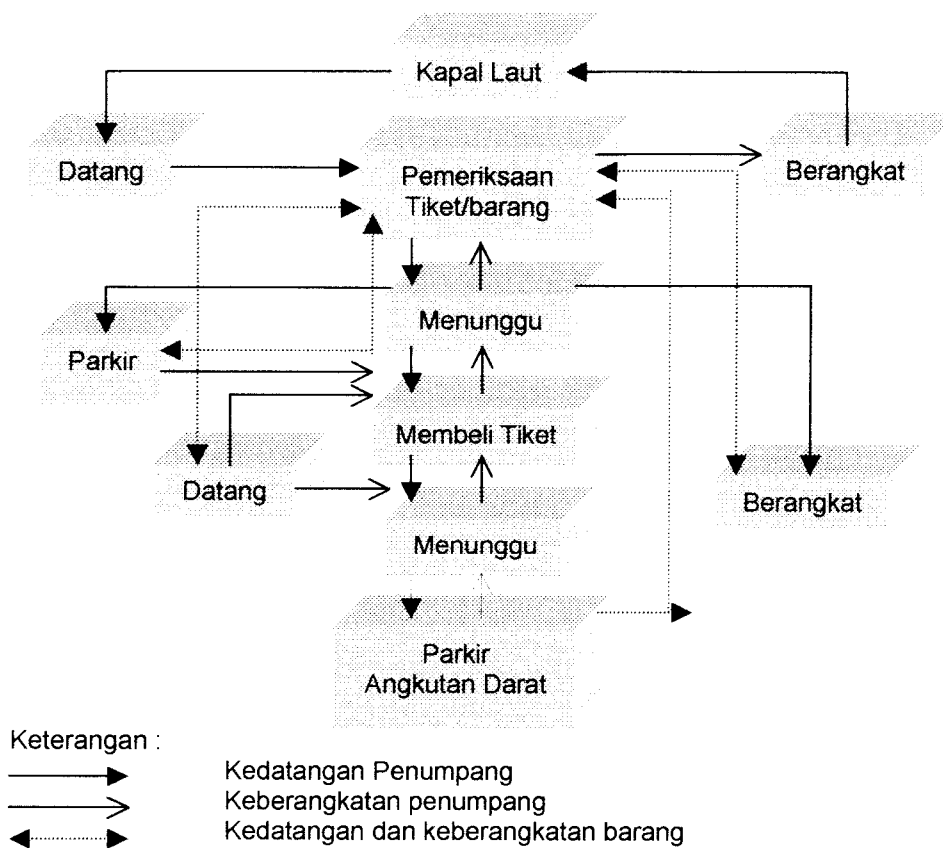 Kapal Laut
Datang
Pemeriksaan
Tiket/barang
Berangkat
Menunggu
Parkir
Membeli Tiket
Datang
Berangkat
Menunggu
Parkir
Angkutan Darat
Keterangan :
Kedatangan Penumpang
Keberangkatan penumpang
Kedatangan dan keberangkatan barang